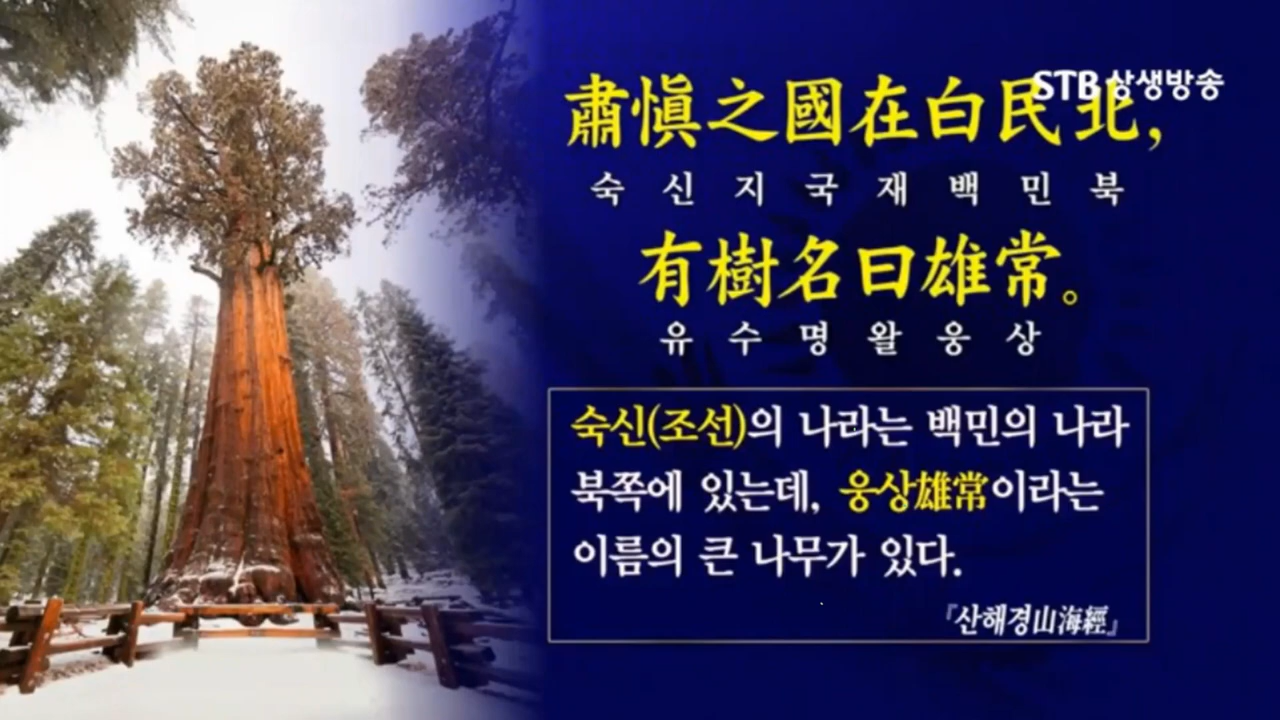 STB 상생방송
肅愼之國在白民北,
숙 신 지 국 재 백 민 북
有樹名曰雄常。
유 수 명 왈 웅 상
숙신(조선)의 나라는 백민의 나라
북쪽에 있는데, 웅상雄常이라는
이름의 큰 나무가 있다.
『산해경山海經』